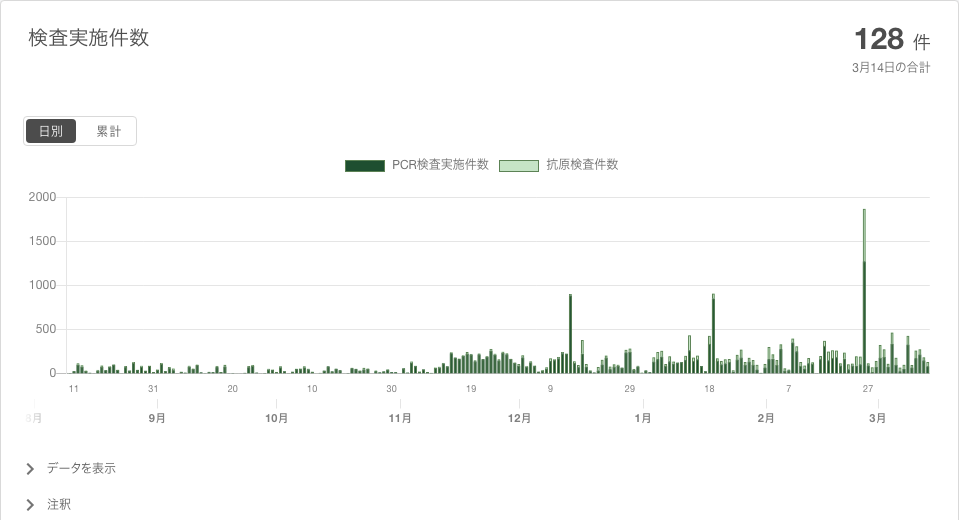 検査実施件数
128 件
3月14日の合計
日別 累計
PCR検査実施件数 抗原検査件数
2000
1500
1000
500
0
11 31 20 10 30 19 9 29 18 7 27
8月 9月 10月 11月 12月 1月 2月 3月
データを表示
注釈